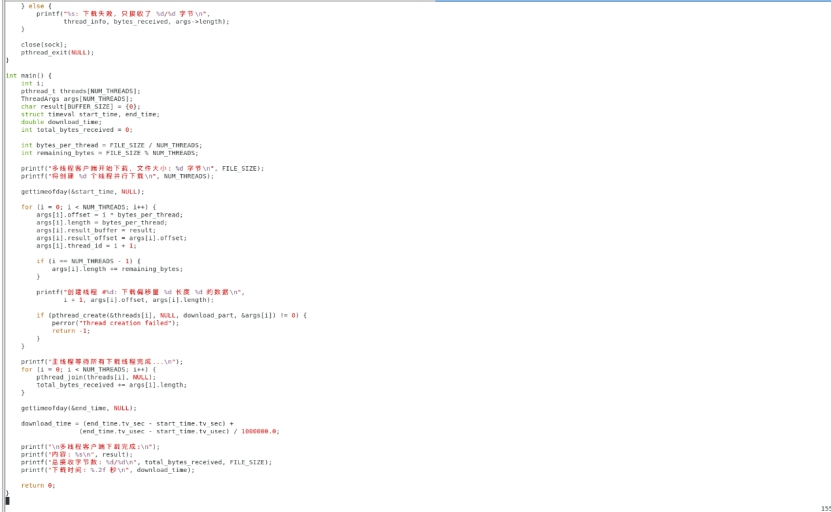 } else {
        printf("%s: 下载失败, 只接收了 %d/%d 字节\n",
               thread_info, bytes_received, args->length);
    }

    close(sock);
    pthread_exit(NULL);
}

int main() {
    int i;
    pthread_t threads[NUM_THREADS];
    ThreadArgs args[NUM_THREADS];
    char result[BUFFER_SIZE] = {0};
    struct timeval start_time, end_time;
    double download_time;
    int total_bytes_received = 0;

    int bytes_per_thread = FILE_SIZE / NUM_THREADS;
    int remaining_bytes = FILE_SIZE % NUM_THREADS;

    printf("多线程客户端开始下载, 文件大小: %d 字节\n", FILE_SIZE);
    printf("将创建 %d 个线程并行下载\n", NUM_THREADS);

    gettimeofday(&start_time, NULL);

    for (i = 0; i < NUM_THREADS; i++) {
        args[i].offset = i * bytes_per_thread;
        args[i].length = bytes_per_thread;
        args[i].result_buffer = result;
        args[i].result_offset = args[i].offset;
        args[i].thread_id = i + 1;

        if (i == NUM_THREADS - 1) {
            args[i].length += remaining_bytes;
        }

        printf("创建线程 #%d: 下载偏移量 %d 长度 %d 的数据\n",
               i + 1, args[i].offset, args[i].length);

        if (pthread_create(&threads[i], NULL, download_part, &args[i]) != 0) {
            perror("Thread creation failed");
            return -1;
        }
    }

    printf("主线程等待所有下载线程完成...\n");
    for (i = 0; i < NUM_THREADS; i++) {
        pthread_join(threads[i], NULL);
        total_bytes_received += args[i].length;
    }

    gettimeofday(&end_time, NULL);

    download_time = (end_time.tv_sec - start_time.tv_sec) +
                   (end_time.tv_usec - start_time.tv_usec) / 1000000.0;

    printf("\n多线程客户端下载完成:\n");
    printf("内容: %s\n", result);
    printf("总接收字节数: %d/%d\n", total_bytes_received, FILE_SIZE);
    printf("下载时间: %.2f 秒\n", download_time);

    return 0;
}
155